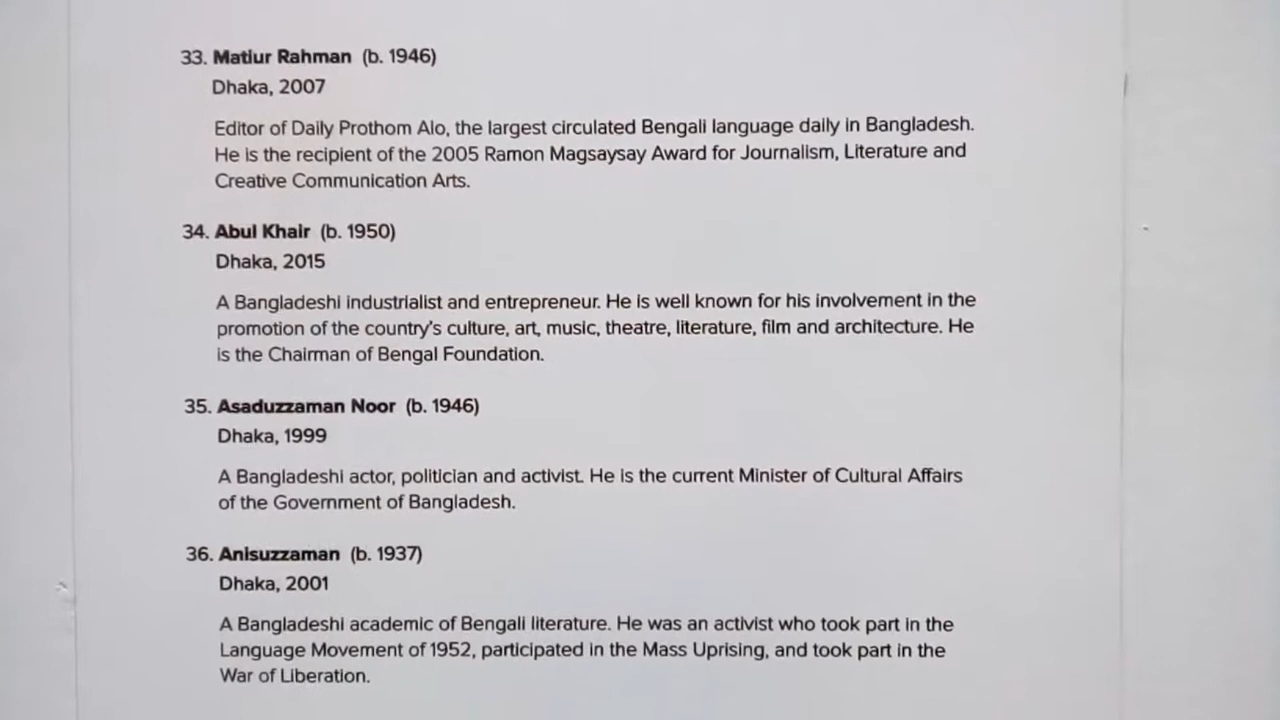 33. Matiur Rahman (b. 1946)
Dhaka, 2007
Editor of Daily Prothom Alo, the largest circulated Bengali language daily in Bangladesh.
He is the recipient of the 2005 Ramon Magsaysay Award for Journalism, Literature and
Creative Communication Arts.
34. Abul Khair (b. 1950)
Dhaka, 2015
A Bangladeshi industrialist and entrepreneur. He is well known for his involvement in the
promotion of the country's culture, art, music, theatre, literature, film and architecture. He
is the Chairman of Bengal Foundation.
35. Asaduzzaman Noor (b. 1946)
Dhaka, 1999
A Bangladeshi actor, politician and activist. He is the current Minister of Cultural Affairs
of the Government of Bangladesh.
36. Anisuzzaman (b. 1937)
Dhaka, 2001
A Bangladeshi academic of Bengali literature. He was an activist who took part in the
Language Movement of 1952, participated in the Mass Uprising, and took part in the
War of Liberation.